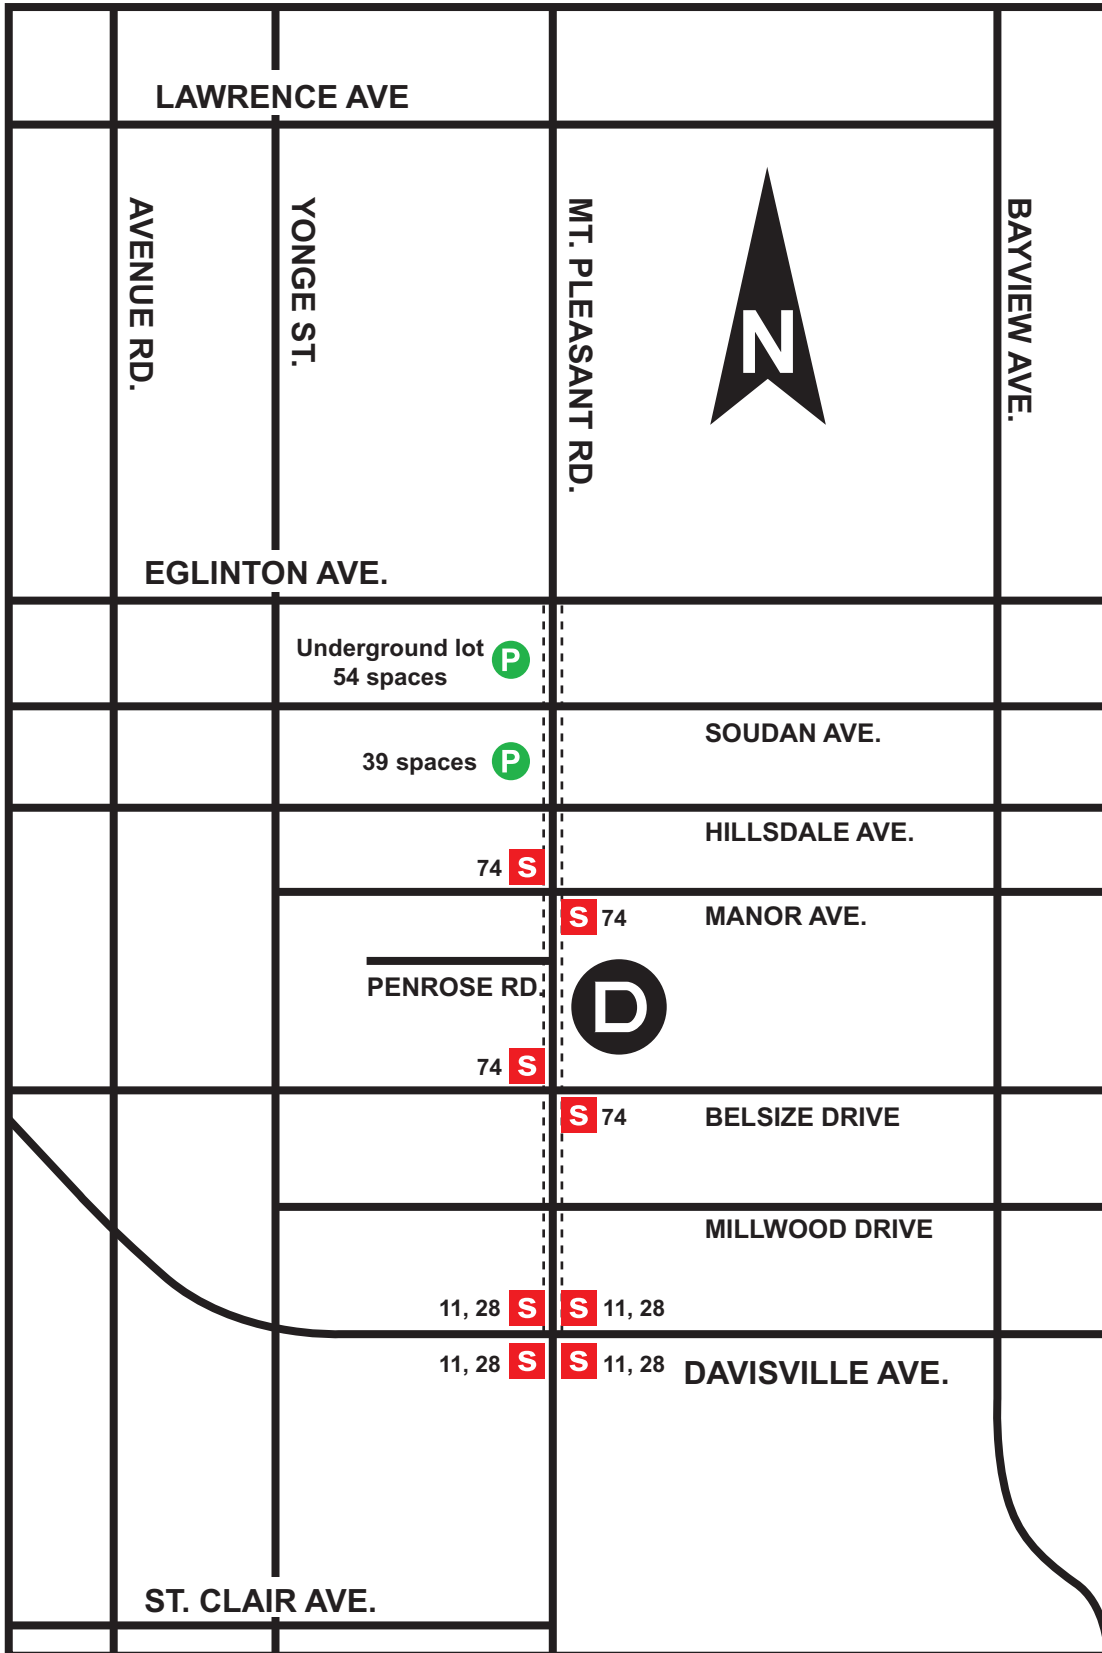 LAWRENCE AVE
AVENUE RD.
YONGE ST.
MT. PLEASANT RD.
BAYVIEW AVE.
N
EGLINTON AVE.
Underground lot
54 spaces
P
SOUDAN AVE.
39 spaces P
HILLSDALE AVE.
74 S
S 74
MANOR AVE.
PENROSE RD.
D
74 S
S 74
BELSIZE DRIVE
MILLWOOD DRIVE
11, 28 S
S 11, 28
11, 28 S
S 11, 28
DAVISVILLE AVE.
ST. CLAIR AVE.